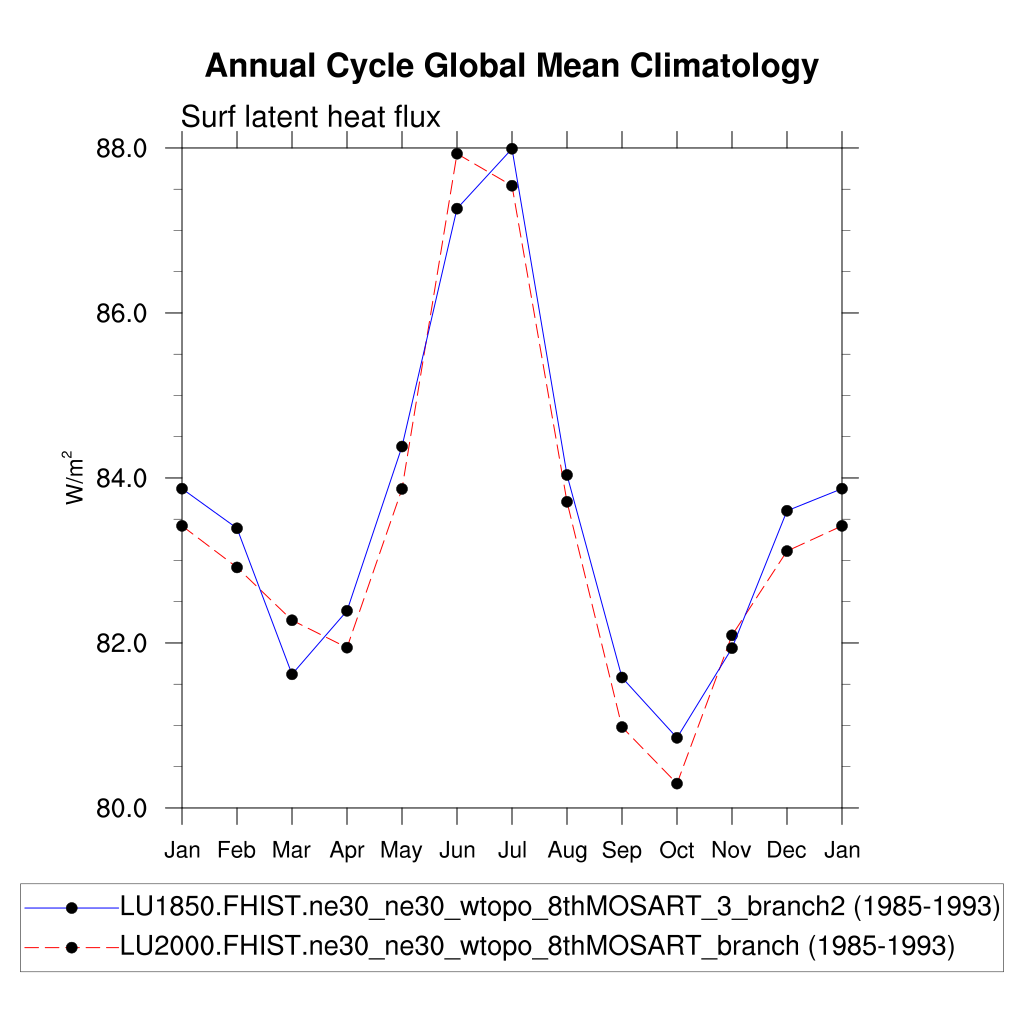 Annual Cycle Global Mean Climatology
Surf latent heat flux
88.0
86.0
84.0
82.0
80.0
W/m²
Jan Feb Mar Apr May Jun Jul Aug Sep Oct Nov Dec Jan
LU1850.FHIST.ne30_ne30_wtopo_8thMOSART_3_branch2 (1985-1993)
LU2000.FHIST.ne30_ne30_wtopo_8thMOSART_branch (1985-1993)